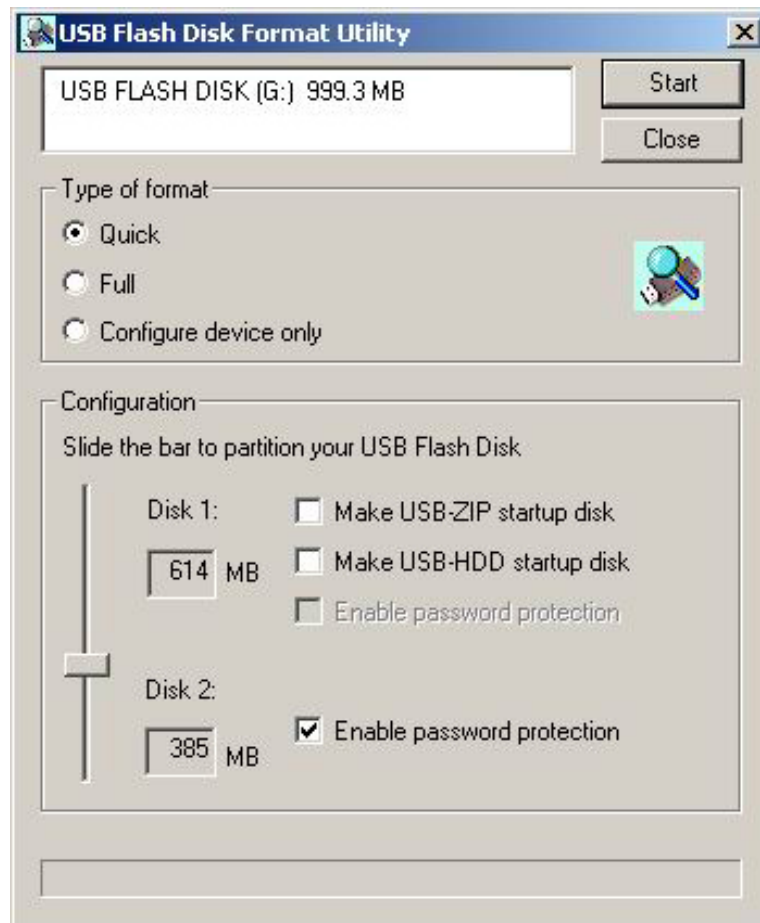 USB Flash Disk Format Utility
USB FLASH DISK (G:) 999.3 MB
Start
Close
Type of format
Quick
Full
Configure device only
Configuration
Slide the bar to partition your USB Flash Disk
Disk 1:
Make USB-ZIP startup disk
614 MB
Make USB-HDD startup disk
Enable password protection
Disk 2:
385 MB
Enable password protection